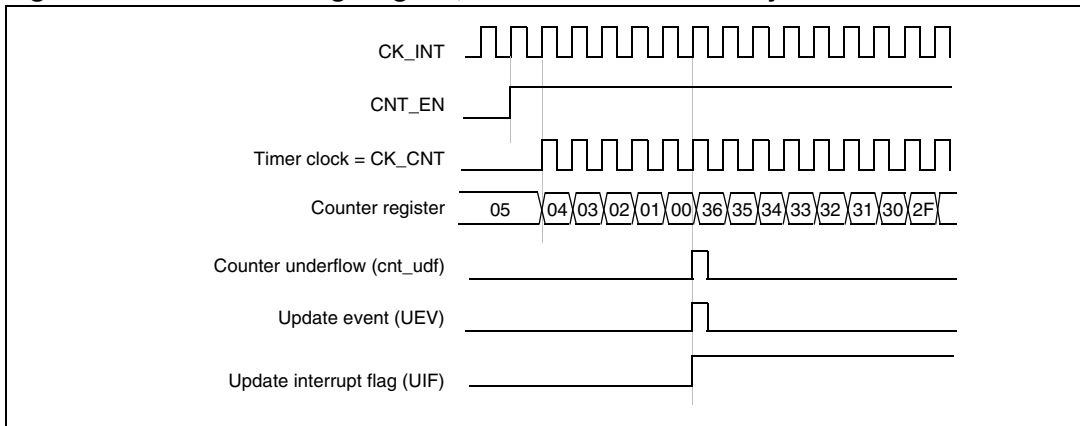 CK_INT
CNT_EN
Timer clock = CK_CNT
Counter register 05 04 03 02 01 00 36 35 34 33 32 31 30 2F
Counter underflow (cnt_udf)
Update event (UEV)
Update interrupt flag (UIF)